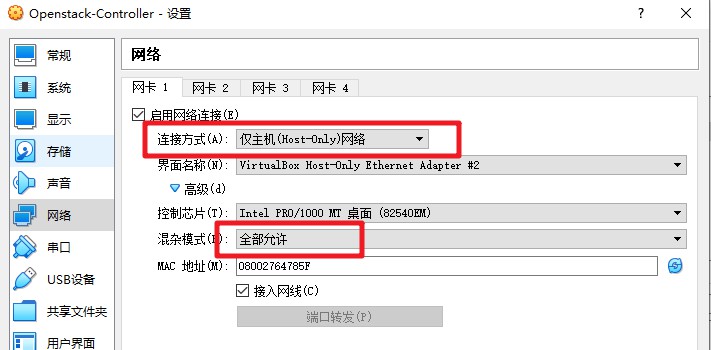 Openstack-Controller - 设置
常规
系统
显示
存储
声音
网络
串口
USB设备
共享文件夹
用户界面
网络
网卡 1 网卡 2 网卡 3 网卡 4
启用网络连接(E)
连接方式(A): 仅主机(Host-Only)网络
界面名称(N): VirtualBox Host-Only Ethernet Adapter #2
高级(d)
控制芯片(T): Intel PRO/1000 MT 桌面 (82540EM)
混杂模式(P): 全部允许
MAC 地址(M): 08002764785F
接入网线(C)
端口转发(P)